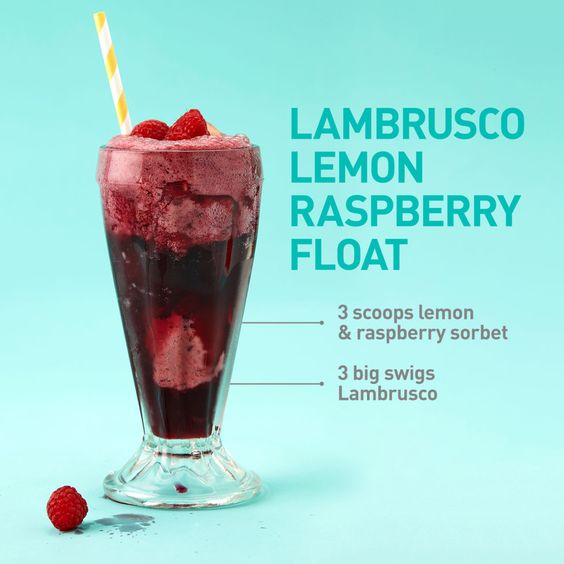 LAMBRUSCO
LEMON
RASPBERRY
FLOAT
3 scoops lemon
& raspberry sorbet
3 big swigs
Lambrusco